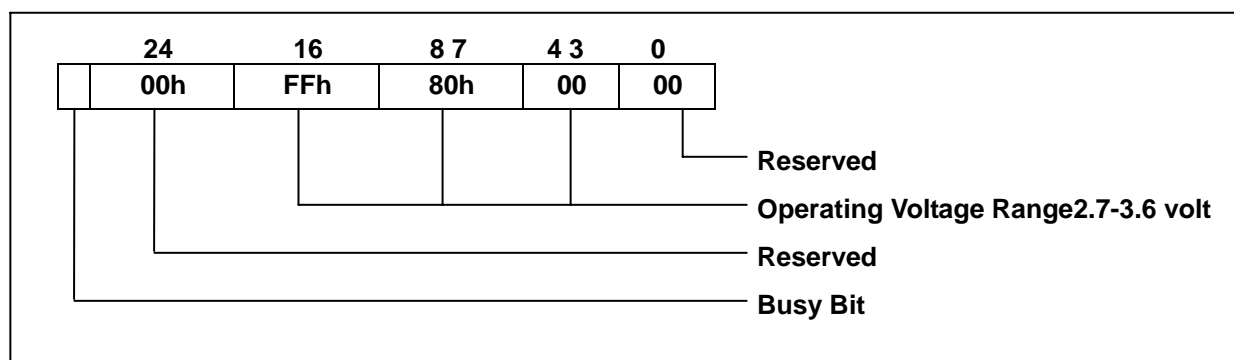 24 16 8 7 4 3 0
00h FFh 80h 00 00
Reserved
Operating Voltage Range2.7-3.6 volt
Reserved
Busy Bit